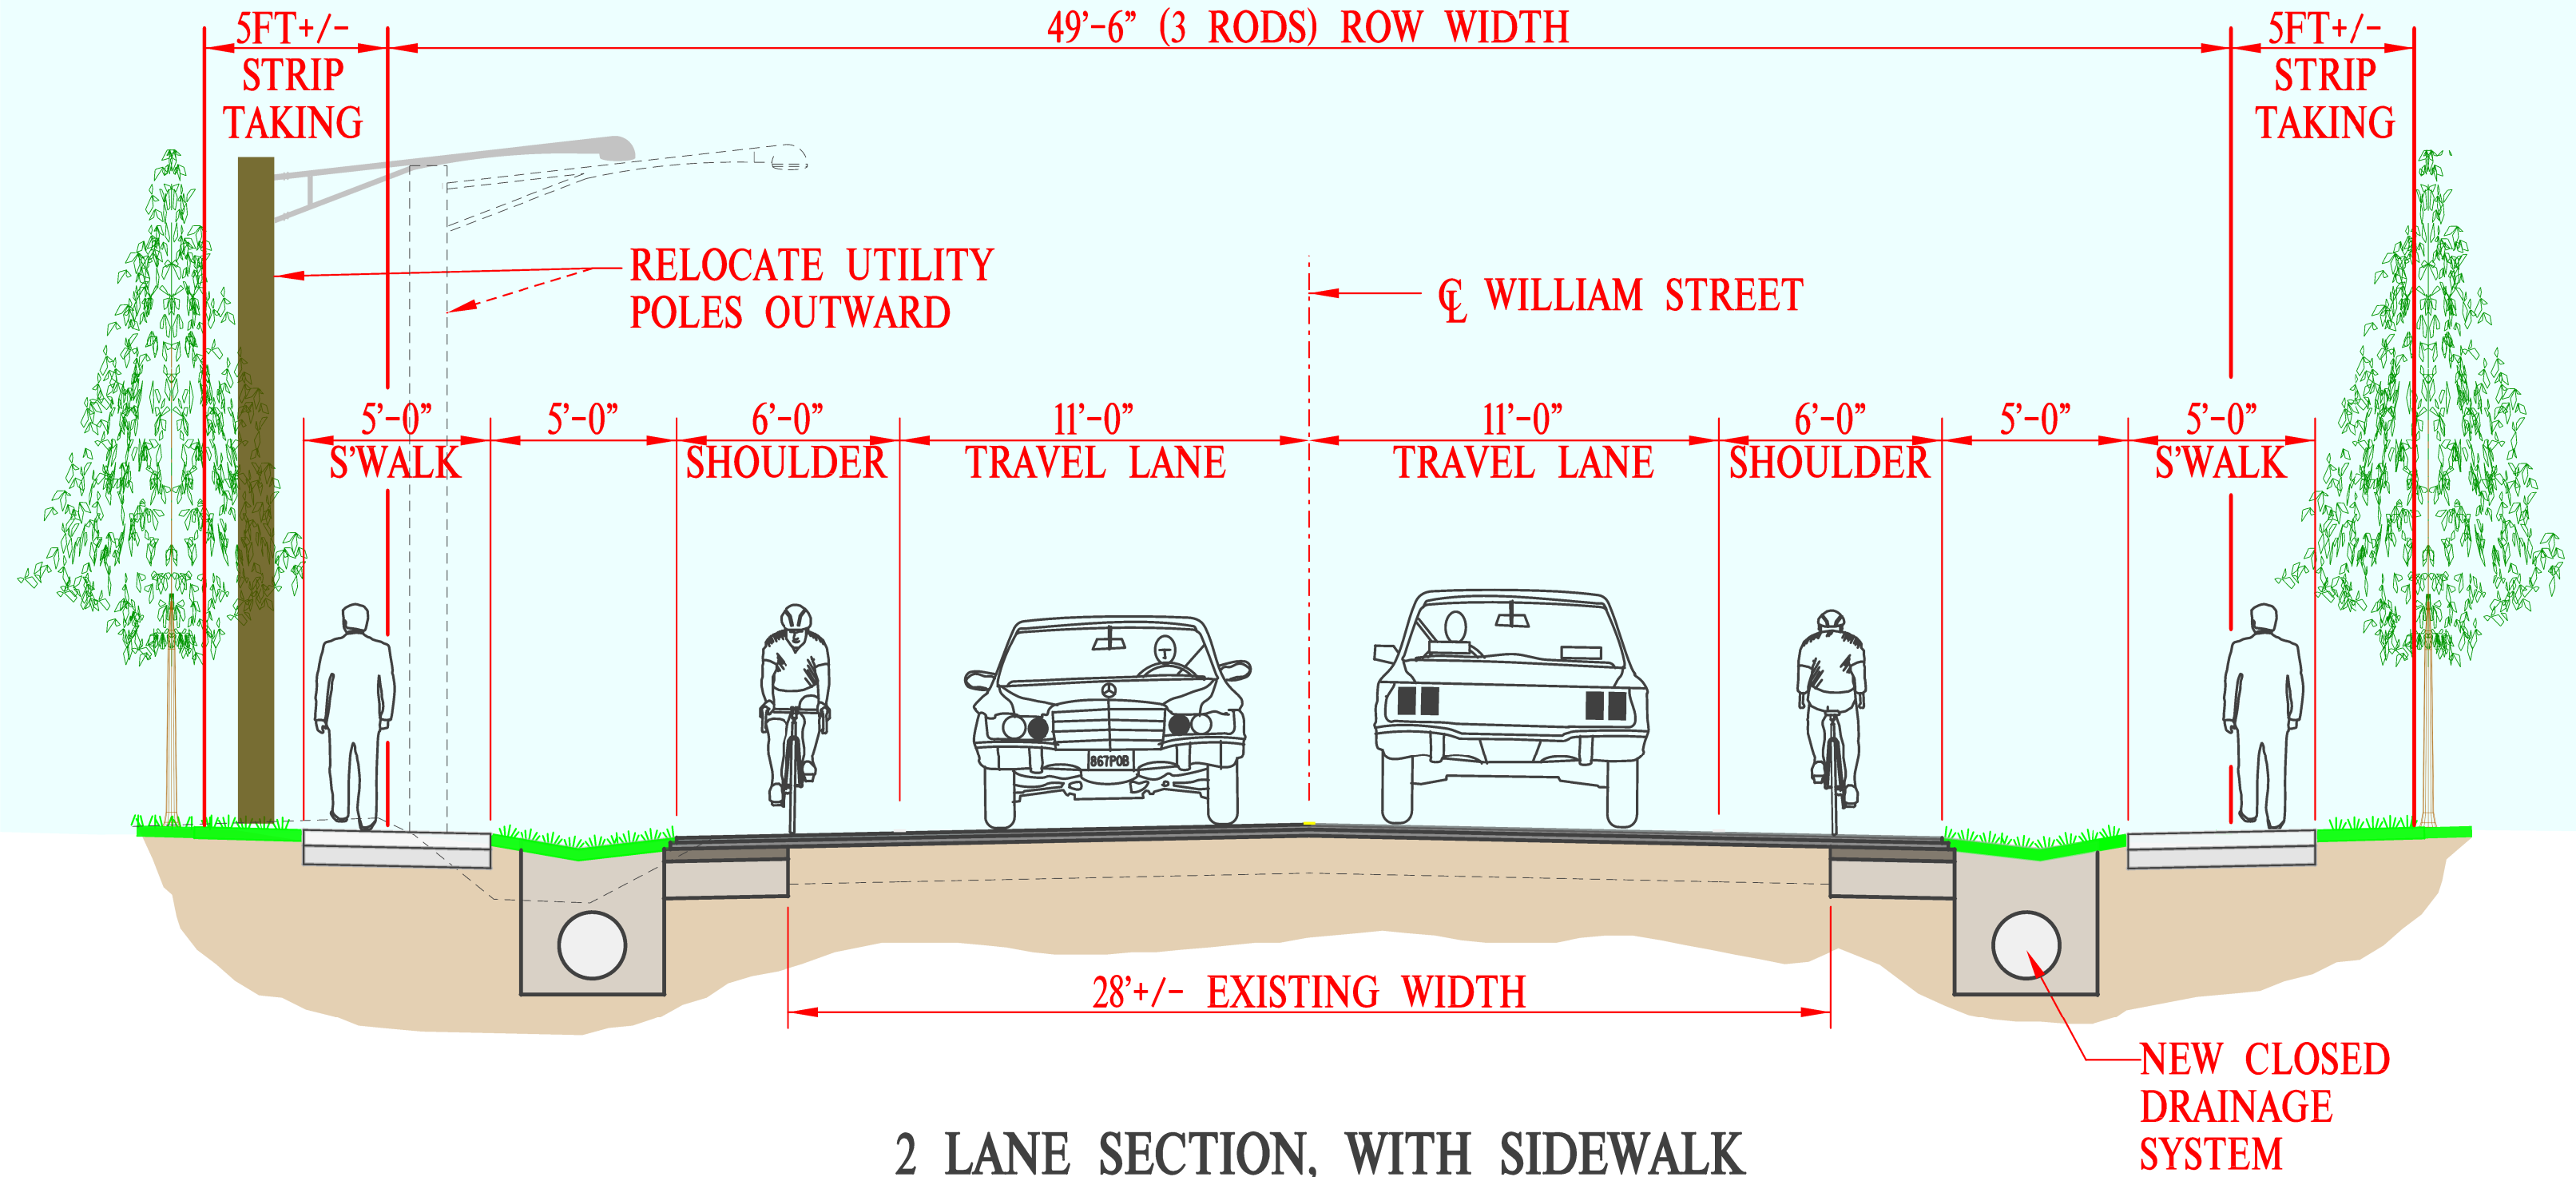 5FT+/-
STRIP
TAKING
49'-6" (3 RODS) ROW WIDTH
5FT+/-
STRIP
TAKING
RELOCATE UTILITY
POLES OUTWARD
℄ WILLIAM STREET
5'-0"
S'WALK
5'-0"
6'-0"
SHOULDER
11'-0"
TRAVEL LANE
11'-0"
TRAVEL LANE
6'-0"
SHOULDER
5'-0"
5'-0"
S'WALK
867POB
28'+/- EXISTING WIDTH
NEW CLOSED
DRAINAGE
SYSTEM
2 LANE SECTION, WITH SIDEWALK